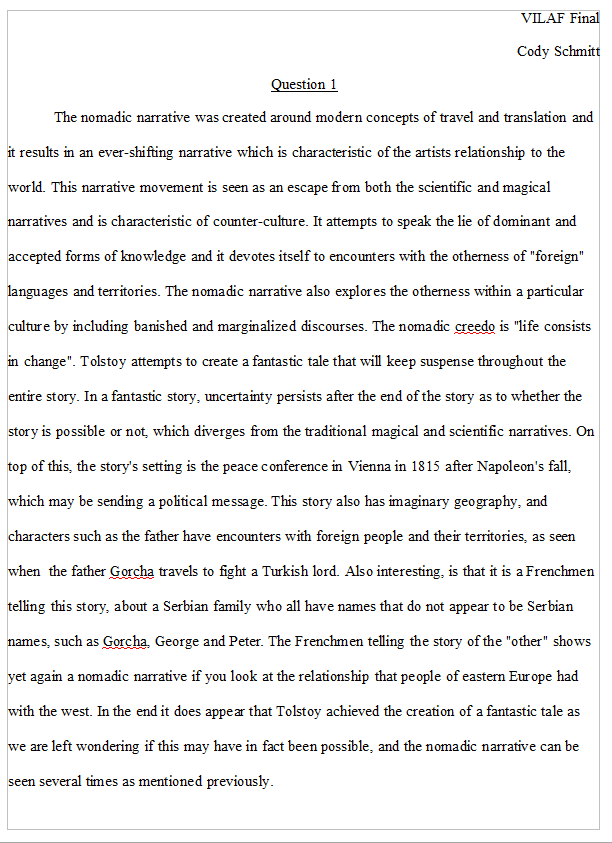 VILAF Final
Cody Schmitt
Question 1
The nomadic narrative was created around modern concepts of travel and translation and
it results in an ever-shifting narrative which is characteristic of the artists relationship to the
world. This narrative movement is seen as an escape from both the scientific and magical
narratives and is characteristic of counter-culture. It attempts to speak the lie of dominant and
accepted forms of knowledge and it devotes itself to encounters with the otherness of "foreign"
languages and territories. The nomadic narrative also explores the otherness within a particular
culture by including banished and marginalized discourses. The nomadic creedo is "life consists
in change". Tolstoy attempts to create a fantastic tale that will keep suspense throughout the
entire story. In a fantastic story, uncertainty persists after the end of the story as to whether the
story is possible or not, which diverges from the traditional magical and scientific narratives. On
top of this, the story's setting is the peace conference in Vienna in 1815 after Napoleon's fall,
which may be sending a political message. This story also has imaginary geography, and
characters such as the father have encounters with foreign people and their territories, as seen
when  the father Gorcha travels to fight a Turkish lord. Also interesting, is that it is a Frenchmen
telling this story, about a Serbian family who all have names that do not appear to be Serbian
names, such as Gorcha, George and Peter. The Frenchmen telling the story of the "other" shows
yet again a nomadic narrative if you look at the relationship that people of eastern Europe had
with the west. In the end it does appear that Tolstoy achieved the creation of a fantastic tale as
we are left wondering if this may have in fact been possible, and the nomadic narrative can be
seen several times as mentioned previously.